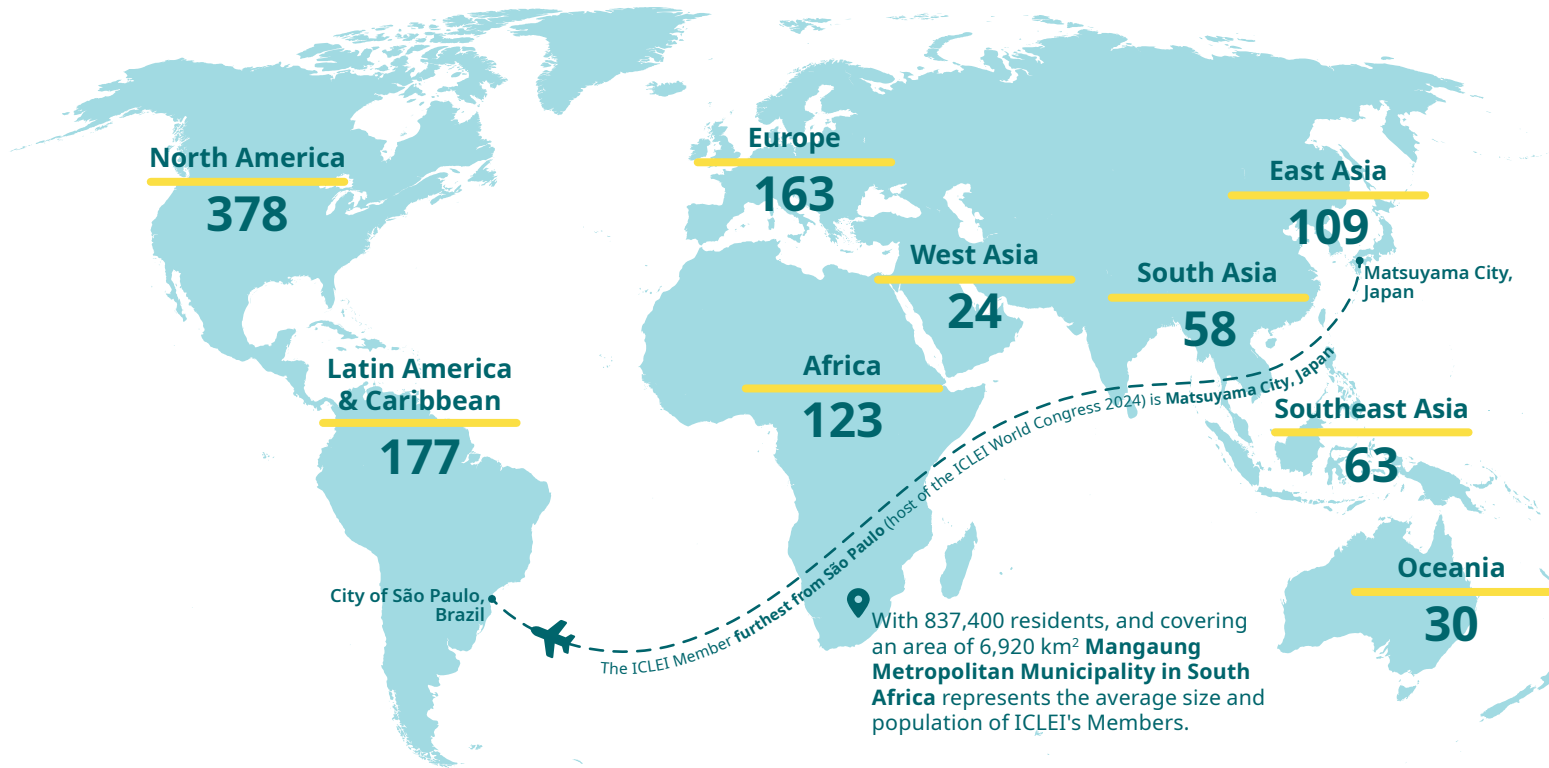 North America
378
Europe
163
East Asia
109
West Asia
24
South Asia
58
Matsuyama City,
Japan
Latin America
& Caribbean
177
Africa
123
Southeast Asia
63
Oceania
30
City of São Paulo,
Brazil
The ICLEI Member furthest from São Paulo (host of the ICLEI World Congress 2024) is Matsuyama City, Japan
With 837,400 residents, and covering
an area of 6,920 km² Mangaung
Metropolitan Municipality in South
Africa represents the average size and
population of ICLEI's Members.